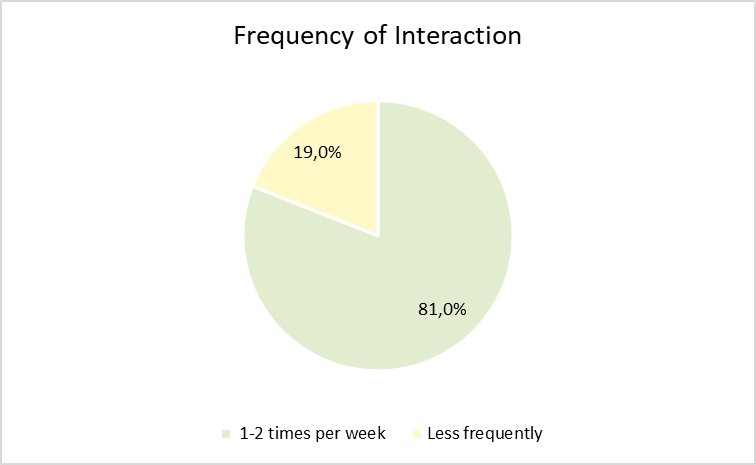 Frequency of Interaction
19,0%
81,0%
1-2 times per week
Less frequently